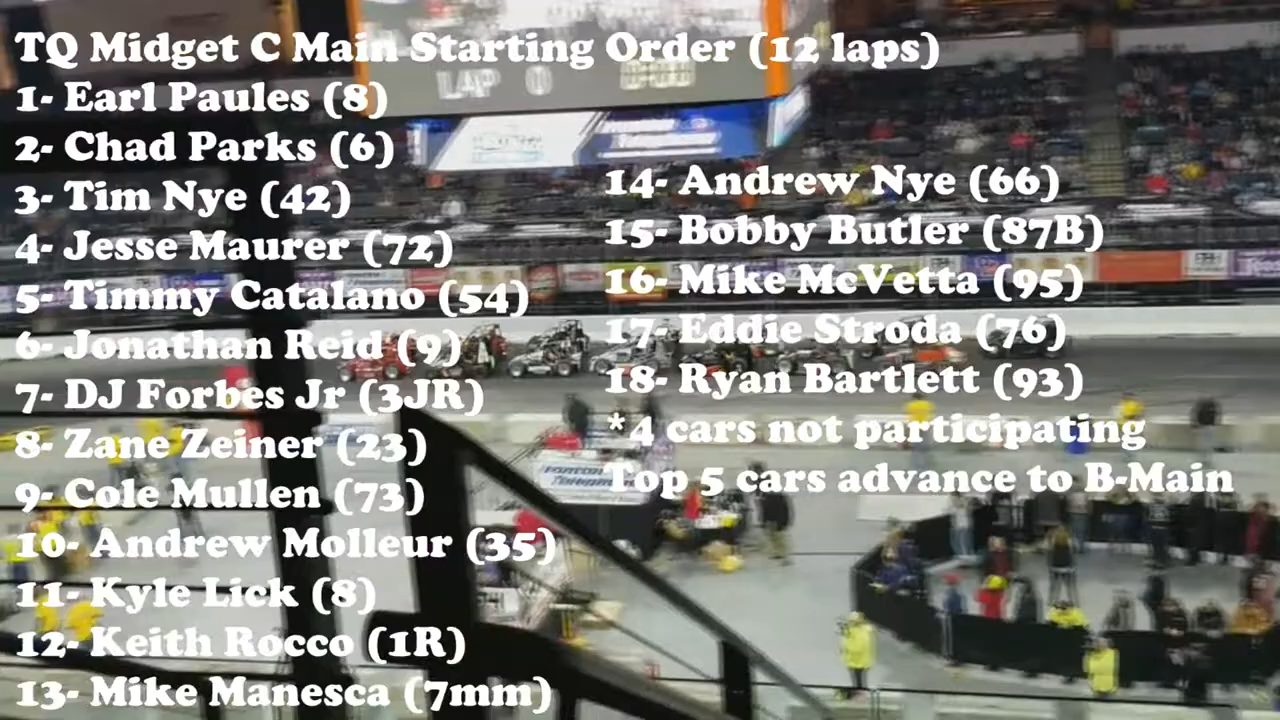 TQ Midget C Main Starting Order (12 laps)
1- Earl Paules (8)
2- Chad Parks (6)
3- Tim Nye (42)
4- Jesse Maurer (72)
5- Timmy Catalano (54)
6- Jonathan Reid (9)
7- DJ Forbes Jr (3JR)
8- Zane Zeiner (23)
9- Cole Mullen (73)
10- Andrew Molleur (35)
11- Kyle Lick (8)
12- Keith Rocco (1R)
13- Mike Manesca (7mm)
14- Andrew Nye (66)
15- Bobby Butler (87B)
16- Mike McVetta (95)
17- Eddie Stroda (76)
18- Ryan Bartlett (93)
*4 cars not participating
Top 5 cars advance to B-Main
LAP 0